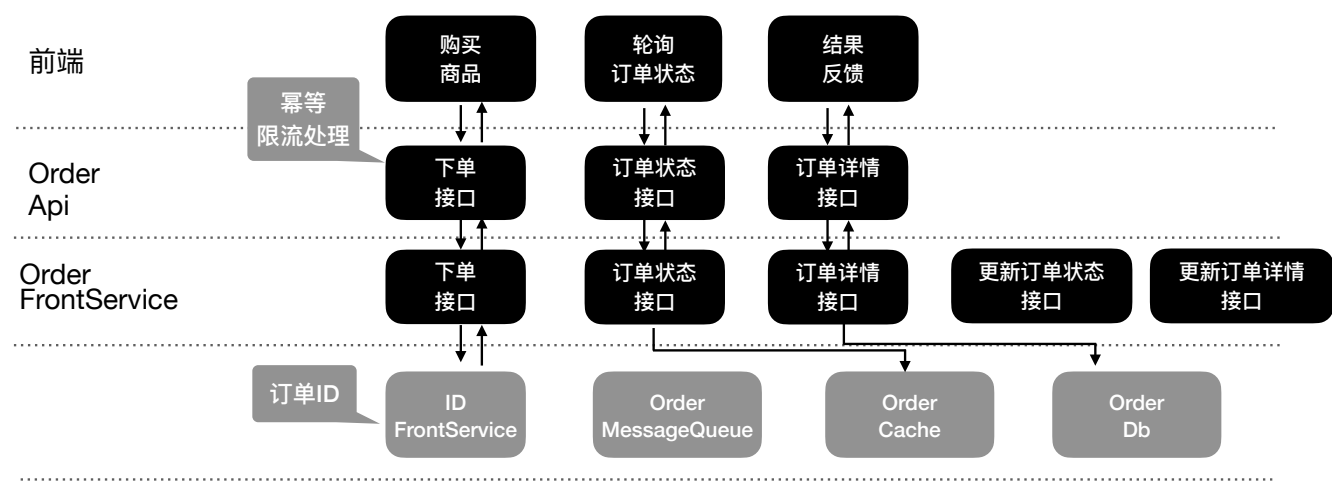 前端
购买
商品
轮询
订单状态
结果
反馈
幂等
限流处理
Order
Api
下单
接口
订单状态
接口
订单详情
接口
Order
FrontService
下单
接口
订单状态
接口
订单详情
接口
更新订单状态
接口
更新订单详情
接口
订单ID
ID
FrontService
Order
MessageQueue
Order
Cache
Order
Db